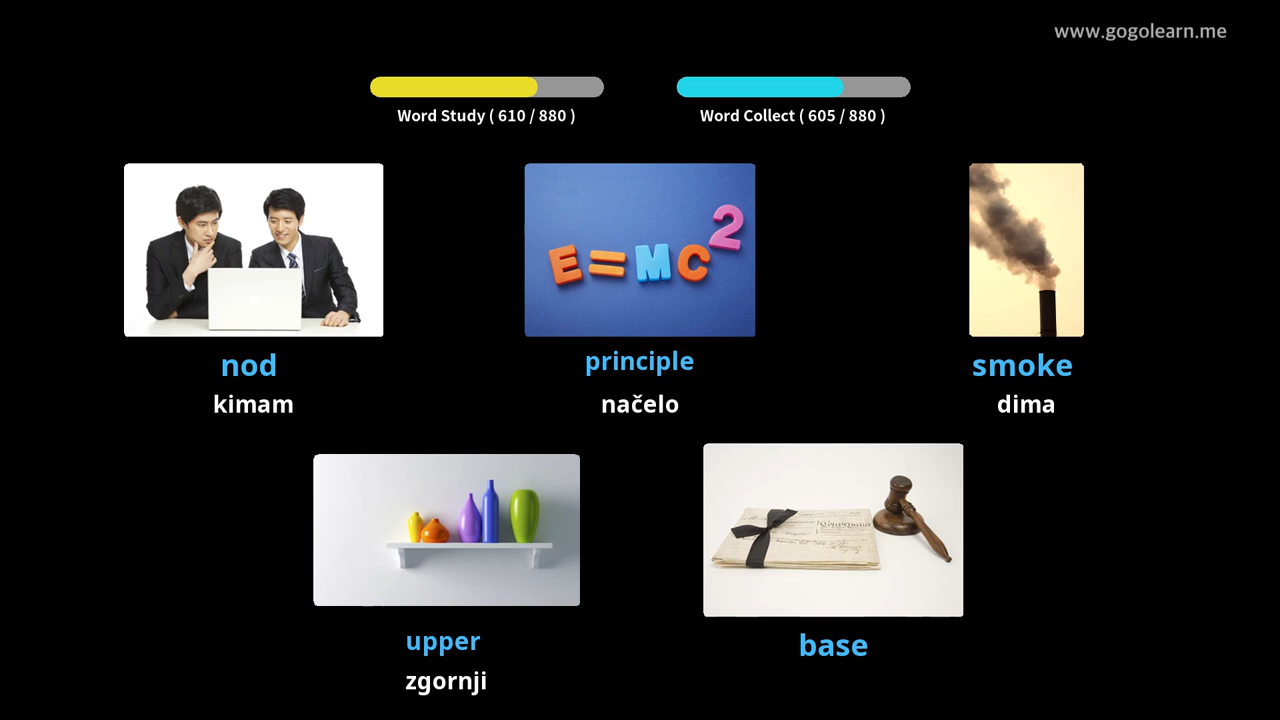 www.gogolearn.me
Word Study ( 610 / 880 )
Word Collect ( 605 / 880 )
E=MC2
nod
kimam
principle
načelo
smoke
dima
upper
zgornji
base